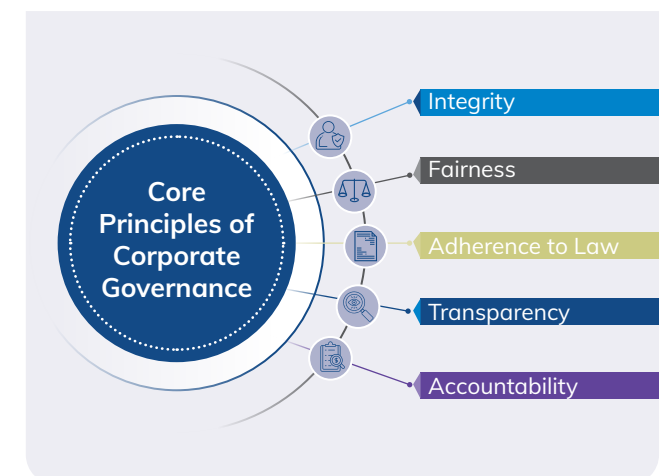 Core
Principles of
Corporate
Governance
Integrity
Fairness
Adherence to Law
Transparency
Accountability